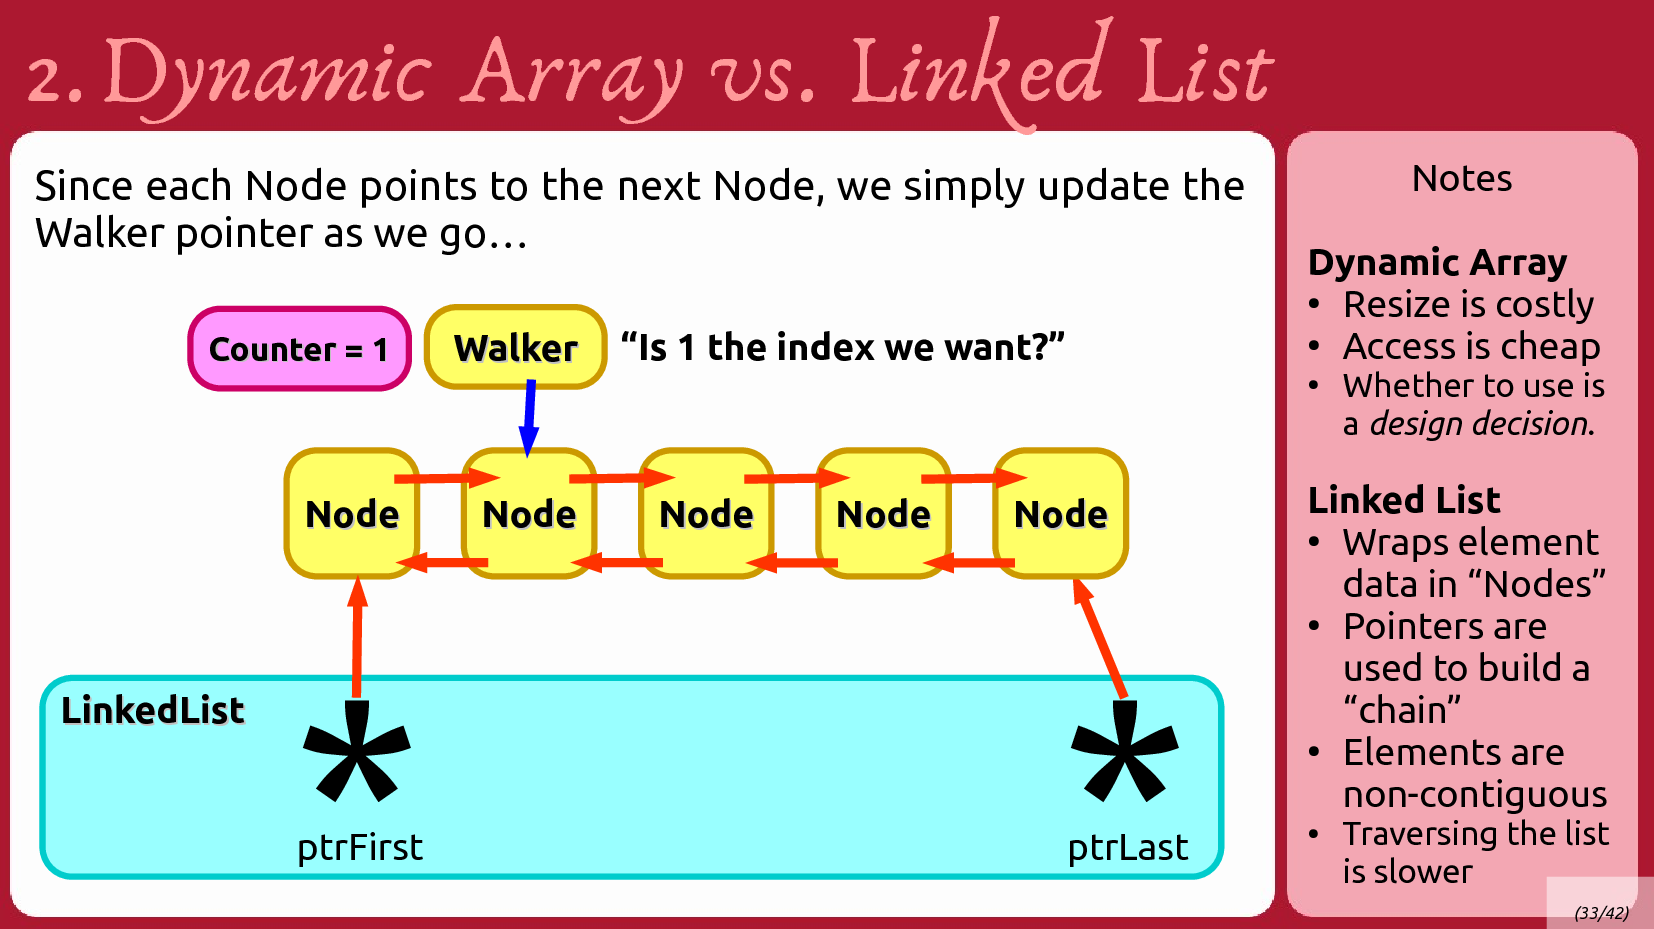 2. Dynamic Array vs. Linked List
Since each Node points to the next Node, we simply update the
Walker pointer as we go…
Counter = 1
Walker
“Is 1 the index we want?”
Node
Node
Node
Node
Node
LinkedList
*
*
ptrFirst
ptrLast
Notes
Dynamic Array
• Resize is costly
• Access is cheap
• Whether to use is
a design decision.
Linked List
• Wraps element
data in “Nodes”
• Pointers are
used to build a
“chain”
• Elements are
non-contiguous
• Traversing the list
is slower
(33/42)